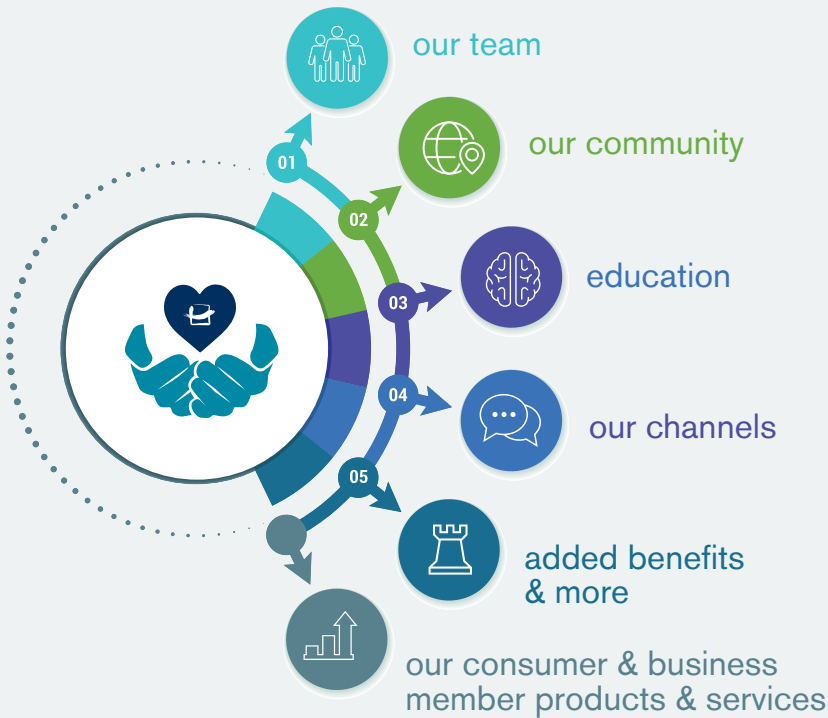 our team
01
our community
02
education
03
our channels
04
05
added benefits
& more
our consumer & business
member products & services